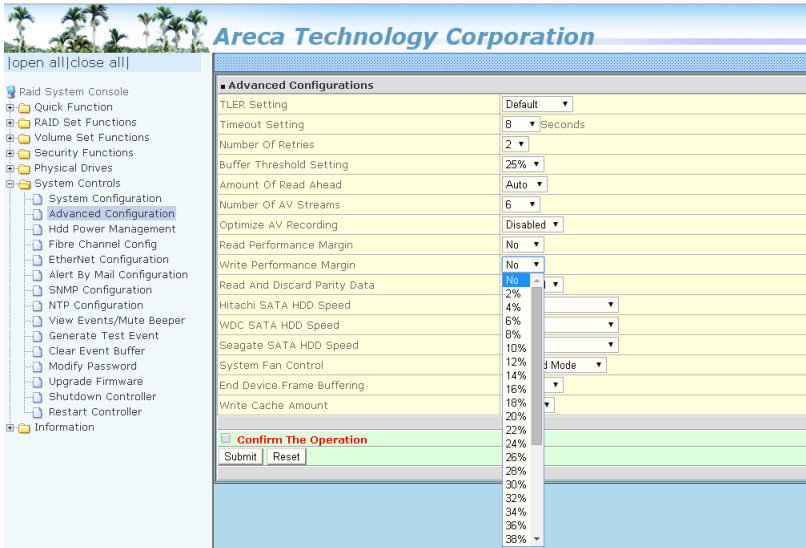 Areca Technology Corporation
|open all|close all|
Raid System Console
Quick Function
RAID Set Functions
Volume Set Functions
Security Functions
Physical Drives
System Controls
System Configuration
Advanced Configuration
Hdd Power Management
Fibre Channel Config
EtherNet Configuration
Alert By Mail Configuration
SNMP Configuration
NTP Configuration
View Events/Mute Beeper
Generate Test Event
Clear Event Buffer
Modify Password
Upgrade Firmware
Shutdown Controller
Restart Controller
Information
Advanced Configurations
TLER Setting Default
Timeout Setting 8 Seconds
Number Of Retries 2
Buffer Threshold Setting 25%
Amount Of Read Ahead Auto
Number Of AV Streams 6
Optimize AV Recording Disabled
Read Performance Margin No
Write Performance Margin No
Read And Discard Parity Data
Hitachi SATA HDD Speed
WDC SATA HDD Speed
Seagate SATA HDD Speed
System Fan Control d Mode
End Device Frame Buffering
Write Cache Amount
No
2%
4%
6%
8%
10%
12%
14%
16%
18%
20%
22%
24%
26%
28%
30%
32%
34%
36%
38%
Confirm The Operation
Submit Reset